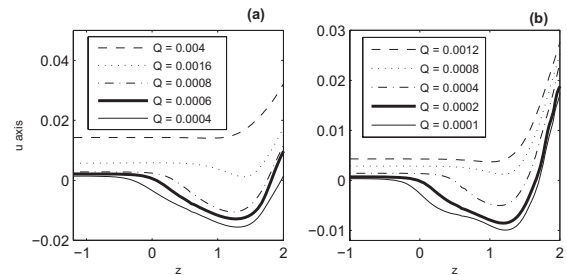 (a)
0.04
0.02
0
−0.02
u axis
Q = 0.004
Q = 0.0016
Q = 0.0008
Q = 0.0006
Q = 0.0004
−1
0
1
2
z
(b)
0.03
0.02
0.01
0
−0.01
Q = 0.0012
Q = 0.0008
Q = 0.0004
Q = 0.0002
Q = 0.0001
−1
0
1
2
z